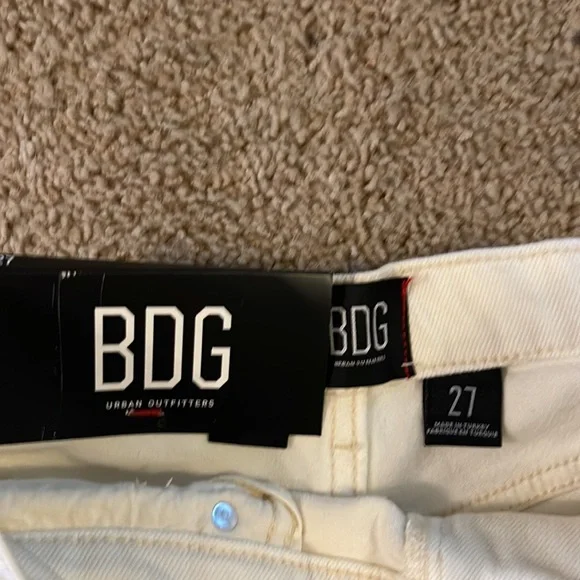 BDG
URBAN OUTFITTERS
BDG
27
MADE IN TURKEY
FABRIQUÉ EN TURQUIE